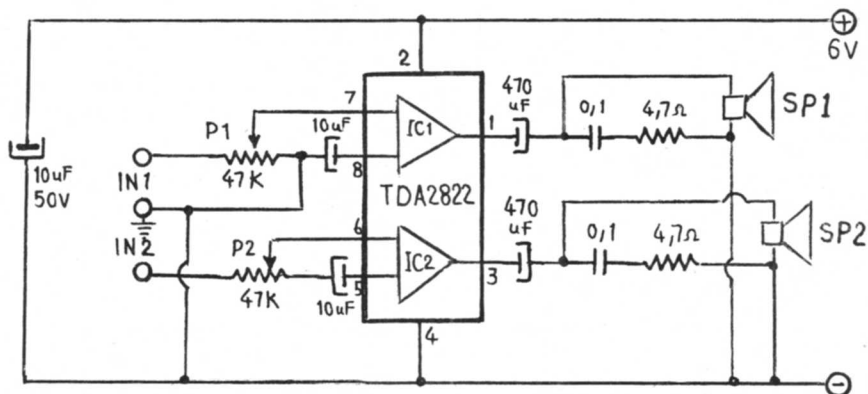 +
6V
2
470
uF
0,1
4,7Ω
SP1
7
P1
10uF
IC1
1
10uF
50V
IN1
47K
8
TDA2822
IN2
P2
6
470
uF
0,1
4,7Ω
SP2
47K
10uF
5
IC2
3
4
−